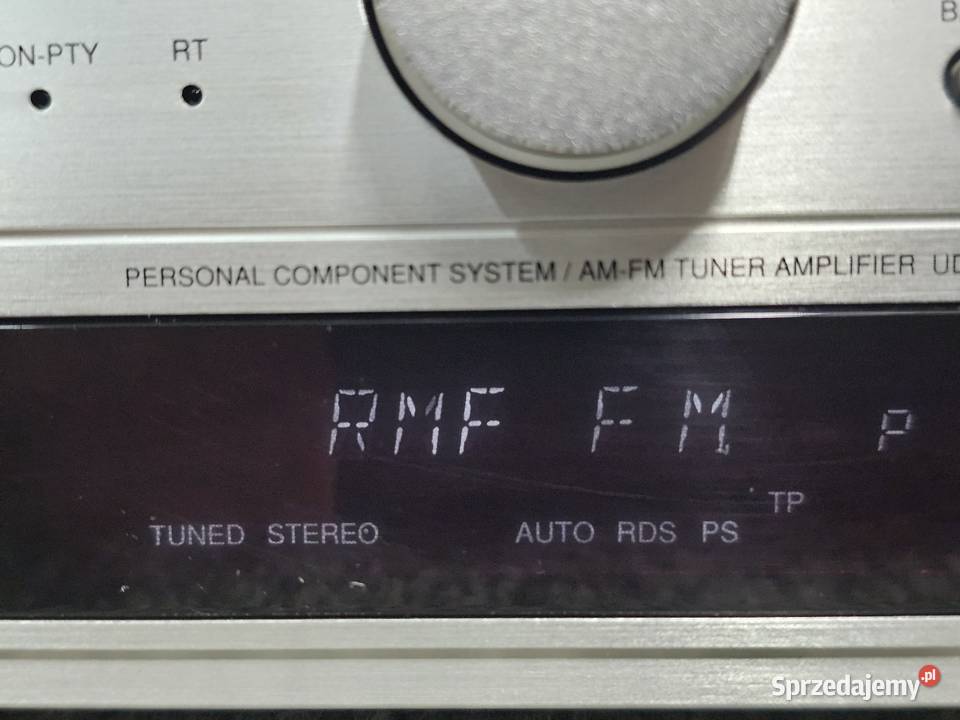 ON-PTY RT B
PERSONAL COMPONENT SYSTEM / AM-FM TUNER AMPLIFIER UD
RMF FM P
TP
TUNED STEREO AUTO RDS PS
Sprzedajemy.pl